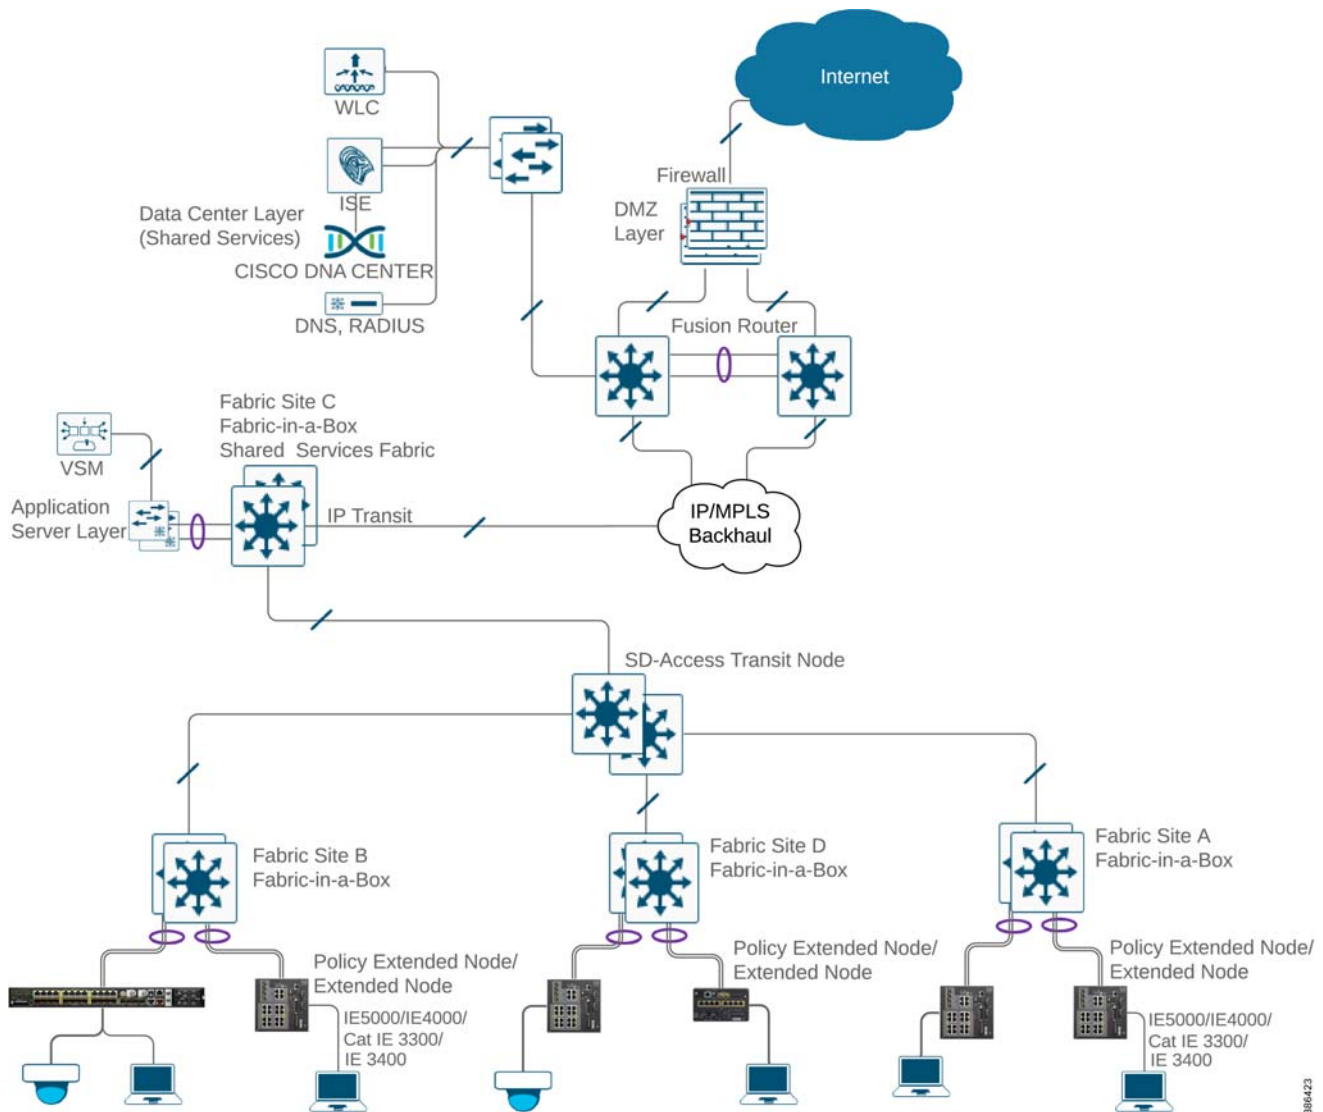 Internet
WLC
Firewall
ISE
Data Center Layer
(Shared Services)
DMZ
Layer
CISCO DNA CENTER
DNS, RADIUS
Fusion Router
Fabric Site C
Fabric-in-a-Box
Shared Services Fabric
VSM
Application
Server Layer
IP Transit
IP/MPLS
Backhaul
SD-Access Transit Node
Fabric Site B
Fabric-in-a-Box
Fabric Site D
Fabric-in-a-Box
Fabric Site A
Fabric-in-a-Box
Policy Extended Node/
Extended Node
IE5000/IE4000/
Cat IE 3300/
IE 3400
Policy Extended Node/
Extended Node
Policy Extended Node/
Extended Node
IE5000/IE4000/
Cat IE 3300/
IE 3400
386423